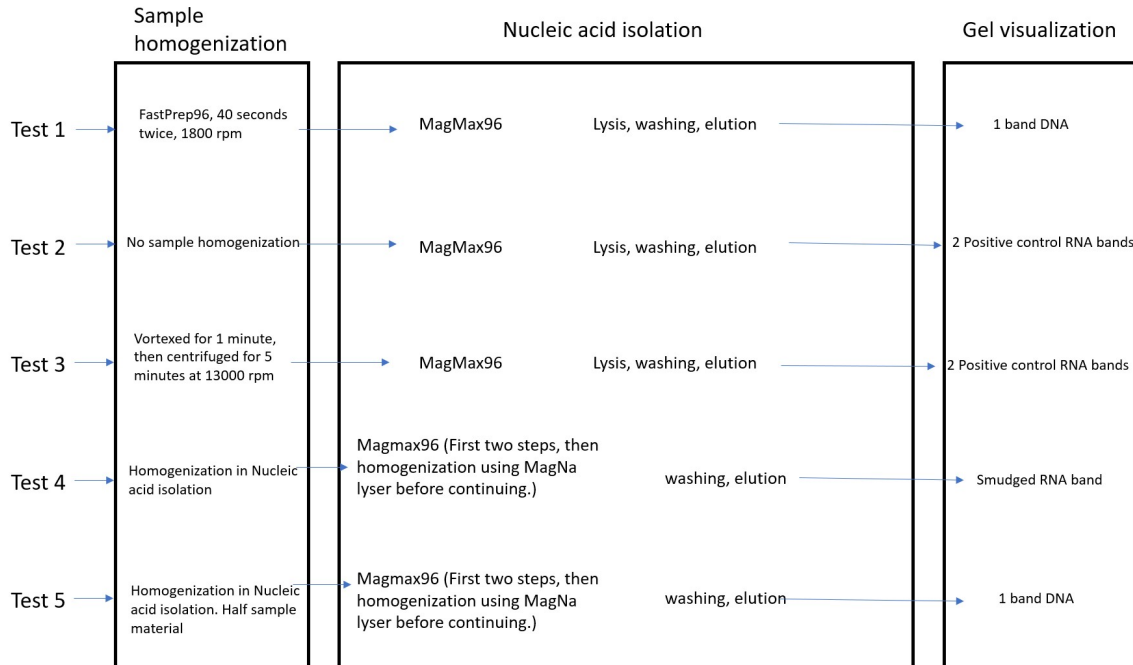 Sample
homogenization
Nucleic acid isolation
Gel visualization
Test 1
FastPrep96, 40 seconds
twice, 1800 rpm
MagMax96
Lysis, washing, elution
1 band DNA
Test 2
No sample homogenization
MagMax96
Lysis, washing, elution
2 Positive control RNA bands
Test 3
Vortexed for 1 minute,
then centrifuged for 5
minutes at 13000 rpm
MagMax96
Lysis, washing, elution
2 Positive control RNA bands
Test 4
Homogenization in Nucleic
acid isolation
Magmax96 (First two steps, then
homogenization using MagNa
lyser before continuing.)
washing, elution
Smudged RNA band
Test 5
Homogenization in Nucleic
acid isolation. Half sample
material
Magmax96 (First two steps, then
homogenization using MagNa
lyser before continuing.)
washing, elution
1 band DNA